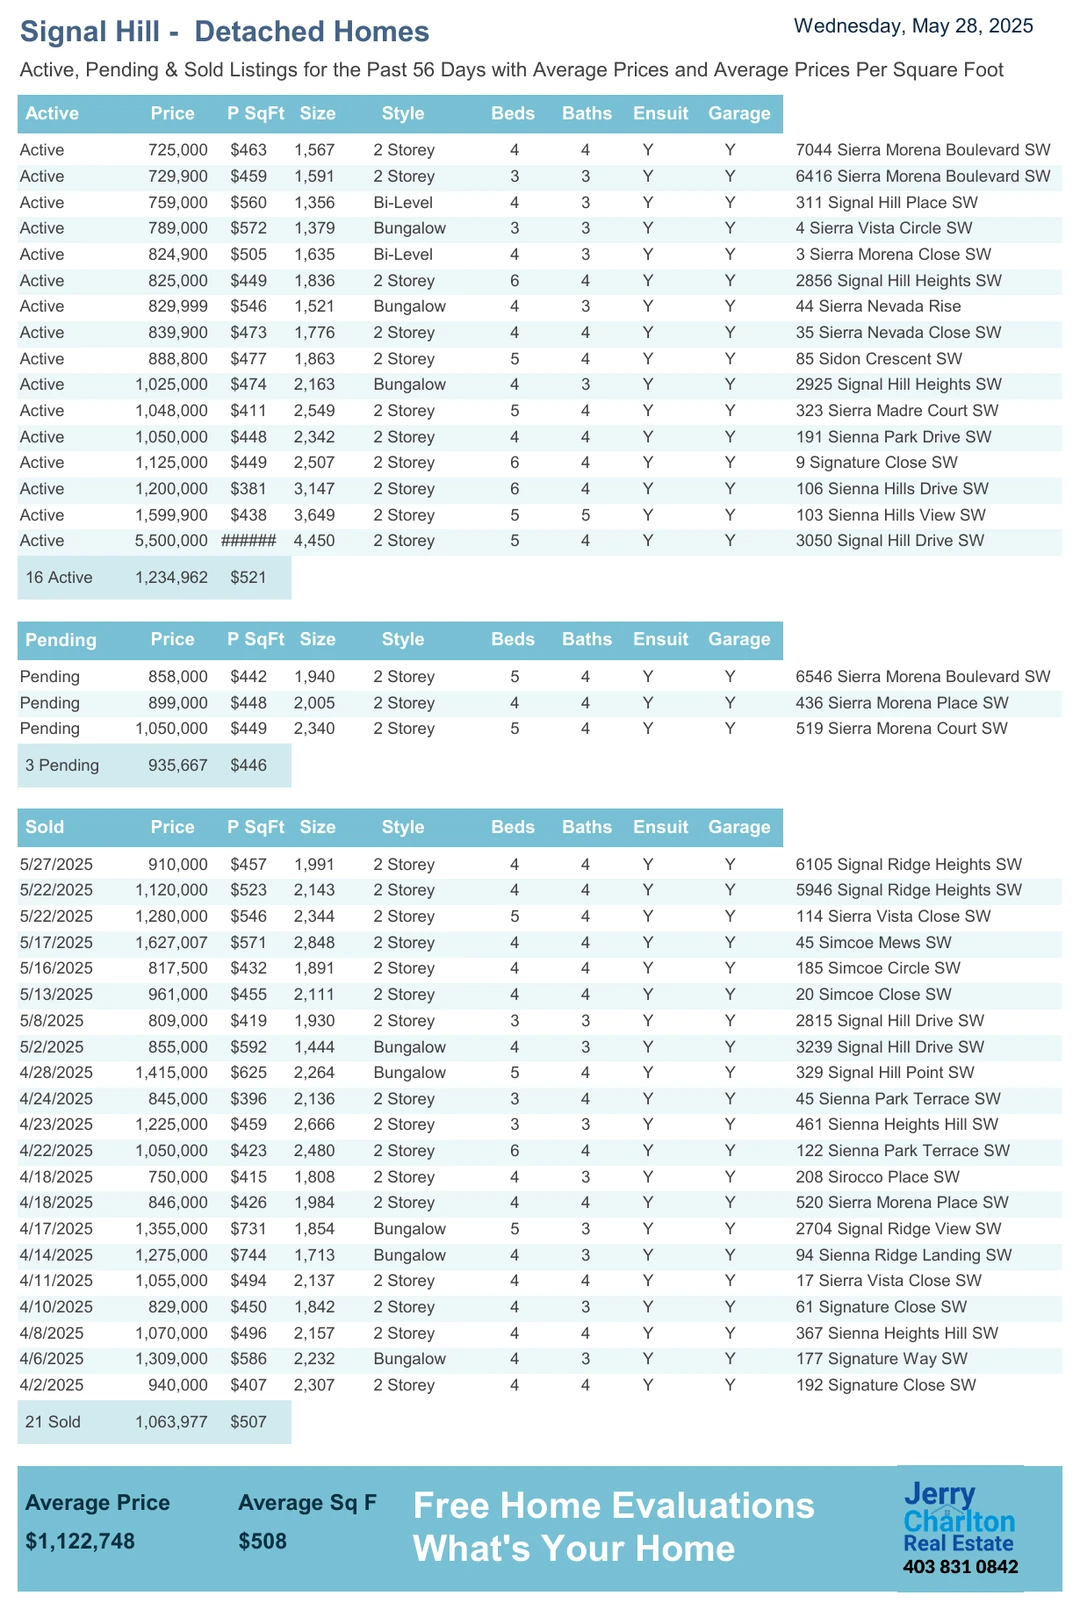 Signal Hill -  Detached Homes
Wednesday, May 28, 2025
Active, Pending & Sold Listings for the Past 56 Days with Average Prices and Average Prices Per Square Foot
Active Price P SqFt Size Style Beds Baths Ensuit Garage
Active 725,000 $463 1,567 2 Storey 4 4 Y Y 7044 Sierra Morena Boulevard SW
Active 729,900 $459 1,591 2 Storey 3 3 Y Y 6416 Sierra Morena Boulevard SW
Active 759,000 $560 1,356 Bi-Level 4 3 Y Y 311 Signal Hill Place SW
Active 789,000 $572 1,379 Bungalow 3 3 Y Y 4 Sierra Vista Circle SW
Active 824,900 $505 1,635 Bi-Level 4 3 Y Y 3 Sierra Morena Close SW
Active 825,000 $449 1,836 2 Storey 6 4 Y Y 2856 Signal Hill Heights SW
Active 829,999 $546 1,521 Bungalow 4 3 Y Y 44 Sierra Nevada Rise
Active 839,900 $473 1,776 2 Storey 4 4 Y Y 35 Sierra Nevada Close SW
Active 888,800 $477 1,863 2 Storey 5 4 Y Y 85 Sidon Crescent SW
Active 1,025,000 $474 2,163 Bungalow 4 3 Y Y 2925 Signal Hill Heights SW
Active 1,048,000 $411 2,549 2 Storey 5 4 Y Y 323 Sierra Madre Court SW
Active 1,050,000 $448 2,342 2 Storey 4 4 Y Y 191 Sienna Park Drive SW
Active 1,125,000 $449 2,507 2 Storey 6 4 Y Y 9 Signature Close SW
Active 1,200,000 $381 3,147 2 Storey 6 4 Y Y 106 Sienna Hills Drive SW
Active 1,599,900 $438 3,649 2 Storey 5 5 Y Y 103 Sienna Hills View SW
Active 5,500,000 ###### 4,450 2 Storey 5 4 Y Y 3050 Signal Hill Drive SW
16 Active 1,234,962 $521
Pending Price P SqFt Size Style Beds Baths Ensuit Garage
Pending 858,000 $442 1,940 2 Storey 5 4 Y Y 6546 Sierra Morena Boulevard SW
Pending 899,000 $448 2,005 2 Storey 4 4 Y Y 436 Sierra Morena Place SW
Pending 1,050,000 $449 2,340 2 Storey 5 4 Y Y 519 Sierra Morena Court SW
3 Pending 935,667 $446
Sold Price P SqFt Size Style Beds Baths Ensuit Garage
5/27/2025 910,000 $457 1,991 2 Storey 4 4 Y Y 6105 Signal Ridge Heights SW
5/22/2025 1,120,000 $523 2,143 2 Storey 4 4 Y Y 5946 Signal Ridge Heights SW
5/22/2025 1,280,000 $546 2,344 2 Storey 5 4 Y Y 114 Sierra Vista Close SW
5/17/2025 1,627,007 $571 2,848 2 Storey 4 4 Y Y 45 Simcoe Mews SW
5/16/2025 817,500 $432 1,891 2 Storey 4 4 Y Y 185 Simcoe Circle SW
5/13/2025 961,000 $455 2,111 2 Storey 4 4 Y Y 20 Simcoe Close SW
5/8/2025 809,000 $419 1,930 2 Storey 3 3 Y Y 2815 Signal Hill Drive SW
5/2/2025 855,000 $592 1,444 Bungalow 4 3 Y Y 3239 Signal Hill Drive SW
4/28/2025 1,415,000 $625 2,264 Bungalow 5 4 Y Y 329 Signal Hill Point SW
4/24/2025 845,000 $396 2,136 2 Storey 3 4 Y Y 45 Sienna Park Terrace SW
4/23/2025 1,225,000 $459 2,666 2 Storey 3 3 Y Y 461 Sienna Heights Hill SW
4/22/2025 1,050,000 $423 2,480 2 Storey 6 4 Y Y 122 Sienna Park Terrace SW
4/18/2025 750,000 $415 1,808 2 Storey 4 3 Y Y 208 Sirocco Place SW
4/18/2025 846,000 $426 1,984 2 Storey 4 4 Y Y 520 Sierra Morena Place SW
4/17/2025 1,355,000 $731 1,854 Bungalow 5 3 Y Y 2704 Signal Ridge View SW
4/14/2025 1,275,000 $744 1,713 Bungalow 4 3 Y Y 94 Sienna Ridge Landing SW
4/11/2025 1,055,000 $494 2,137 2 Storey 4 4 Y Y 17 Sierra Vista Close SW
4/10/2025 829,000 $450 1,842 2 Storey 4 3 Y Y 61 Signature Close SW
4/8/2025 1,070,000 $496 2,157 2 Storey 4 4 Y Y 367 Sienna Heights Hill SW
4/6/2025 1,309,000 $586 2,232 Bungalow 4 3 Y Y 177 Signature Way SW
4/2/2025 940,000 $407 2,307 2 Storey 4 4 Y Y 192 Signature Close SW
21 Sold 1,063,977 $507
Average Price Average Sq F
$1,122,748 $508
Free Home Evaluations
What's Your Home
Jerry
Charlton
Real Estate
403 831 0842